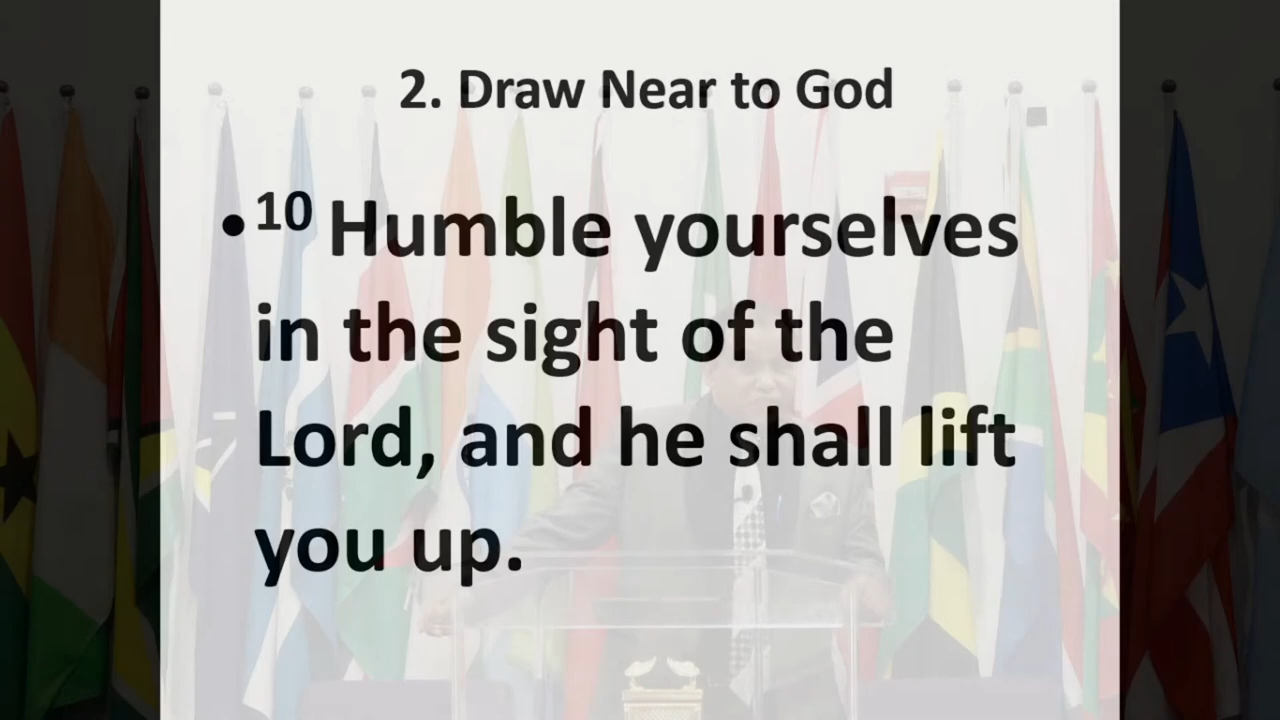 2. Draw Near to God
• 10 Humble yourselves
in the sight of the
Lord, and he shall lift
you up.